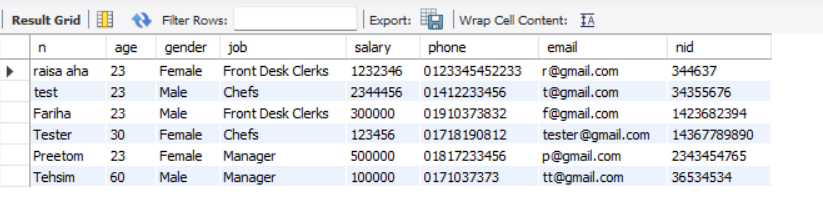 Result Grid Filter Rows: Export: Wrap Cell Content: IA
n age gender job salary phone email nid
raisa aha 23 Female Front Desk Clerks 1232346 0123345452233 r@gmail.com 344637
test 23 Male Chefs 2344456 01412233456 t@gmail.com 34355676
Fariha 23 Male Front Desk Clerks 300000 01910373832 f@gmail.com 1423682394
Tester 30 Female Chefs 123456 01718190812 tester@gmail.com 14367789890
Preetom 23 Female Manager 500000 01817233456 p@gmail.com 2343454765
Tehsim 60 Male Manager 100000 0171037373 tt@gmail.com 36534534